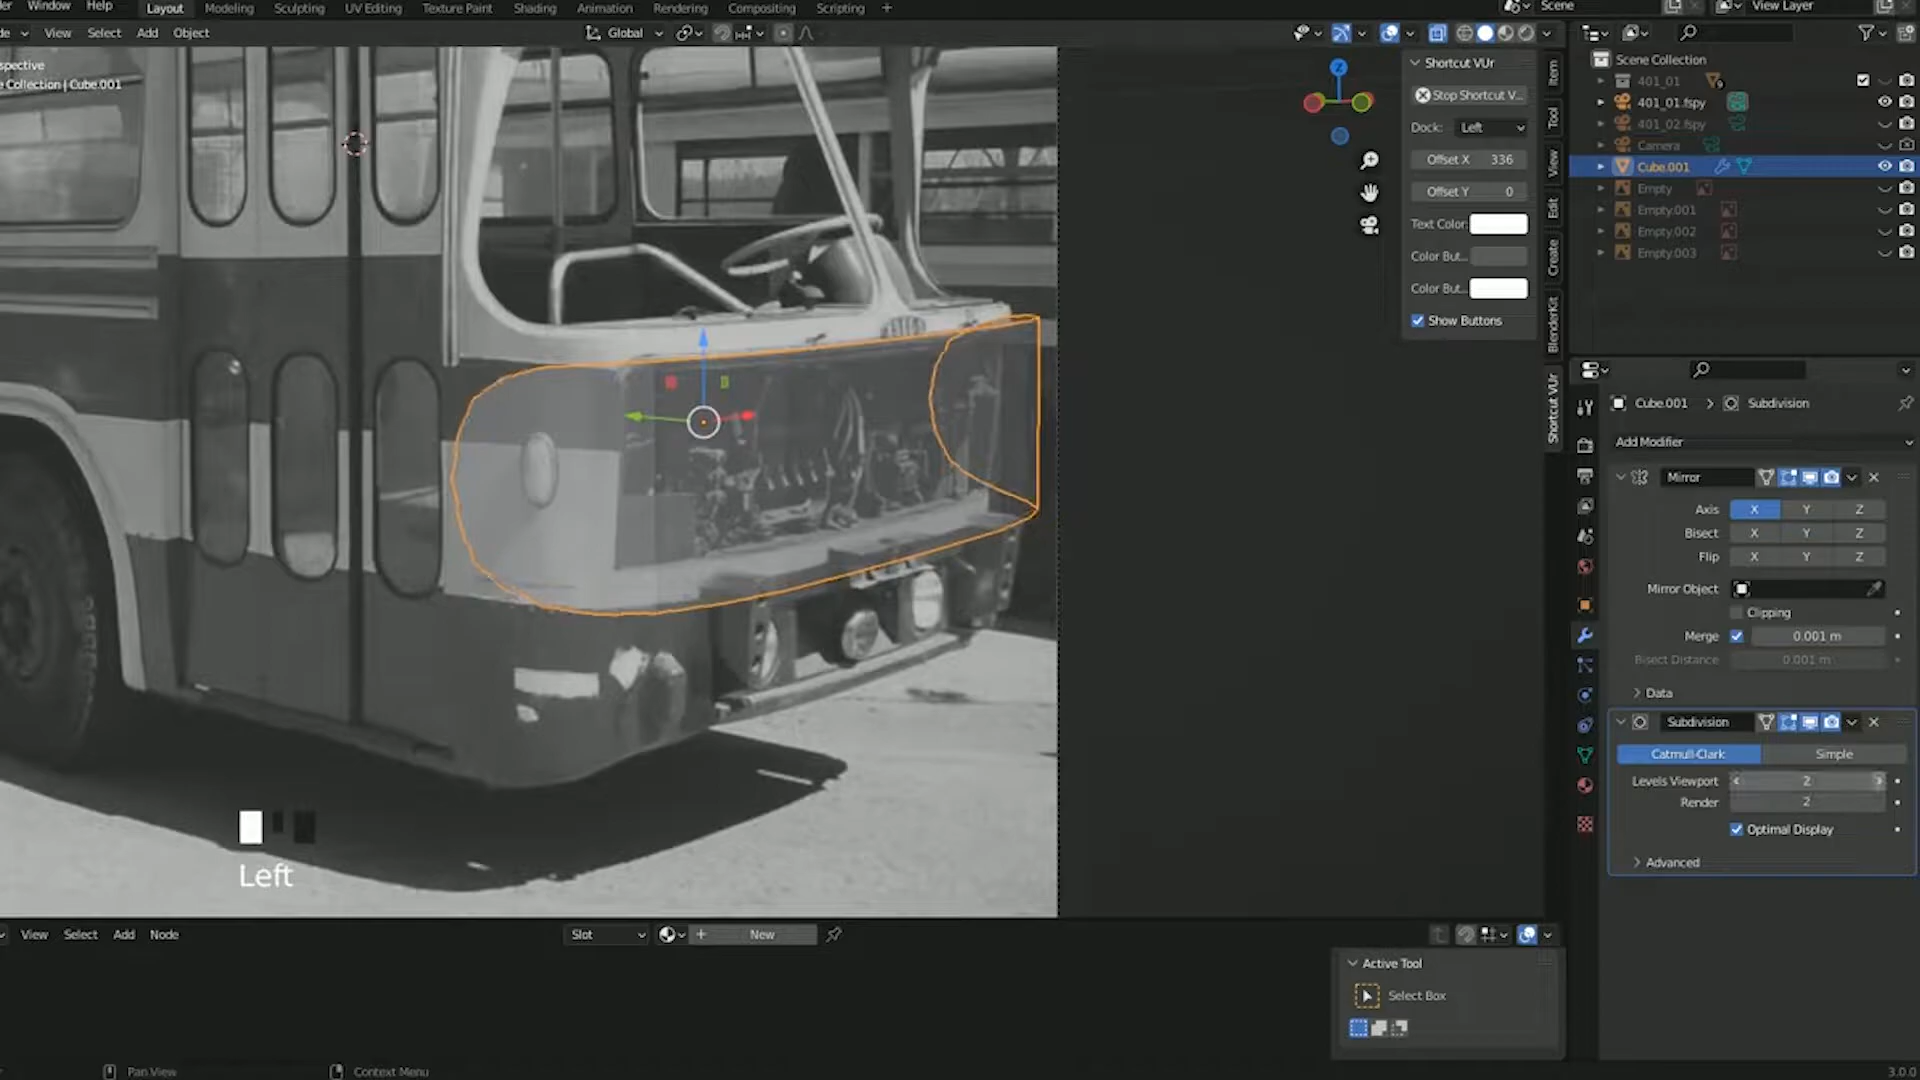 Window Help Layout Modeling Sculpting UV Editing Texture Paint Shading Animation Rendering Compositing Scripting + Scene View Layer
View Select Add Object Global
spective
e Collection | Cube.001
Shortcut VUr
Stop Shortcut V...
Dock: Left
Offset X 336
Offset Y 0
Text Color:
Color But...
Color But...
Show Buttons
Z
Item
Tool
View
Edit
Create
BlenderKit
Shortcut VUr
Scene Collection
401_01
401_01.fspy
401_02.fspy
Camera
Cube.001
Empty
Empty.001
Empty.002
Empty.003
Cube.001 > Subdivision
Add Modifier
Mirror
Axis X Y Z
Bisect X Y Z
Flip X Y Z
Mirror Object
Clipping
Merge 0.001 m
Bisect Distance 0.001 m
Data
Subdivision
Catmull-Clark Simple
Levels Viewport 2
Render 2
Optimal Display
Advanced
Left
View Select Add Node Slot New
Active Tool
Select Box
Pan View Context Menu 3.0.0